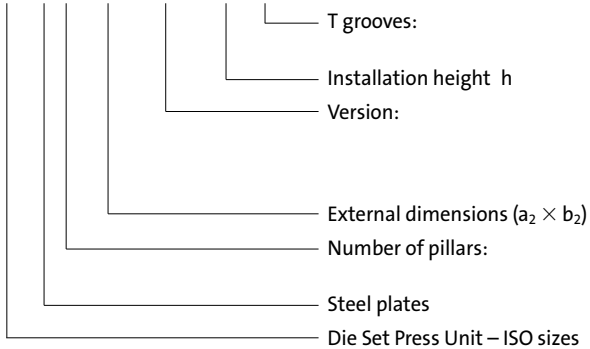 T grooves:
Installation height h
Version:
External dimensions (a₂ × b₂)
Number of pillars:
Steel plates
Die Set Press Unit – ISO sizes